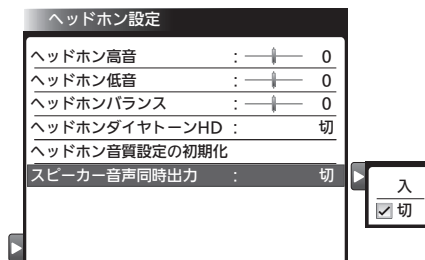 ヘッドホン設定
ヘッドホン高音 : 0
ヘッドホン低音 : 0
ヘッドホンバランス : 0
ヘッドホンダイヤトーンHD : 切
ヘッドホン音質設定の初期化
スピーカー音声同時出力 : 切
入
切